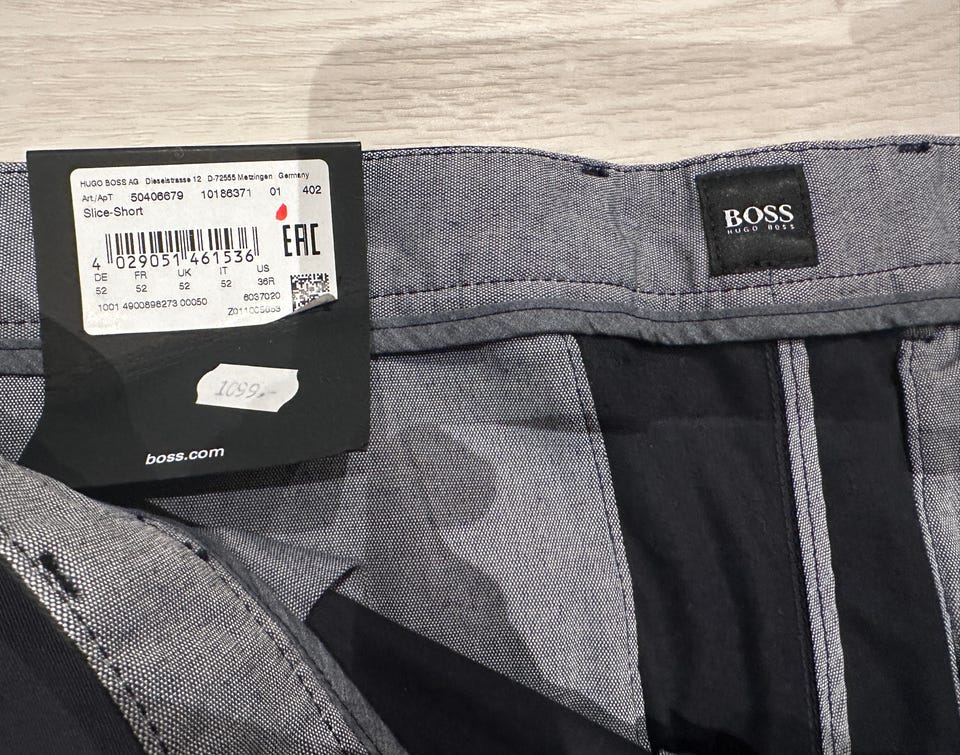 HUGO BOSS AG Dieselstrasse 12 D-72555 Metzingen Germany
Art./Арт 50406679 10186371 01 402
Slice-Short
EAC
4 029051 461536
DE FR UK IT US
52 52 52 52 36R
1001 4900898273 00050 6037020
1099,-
boss.com
BOSS
HUGO BOSS